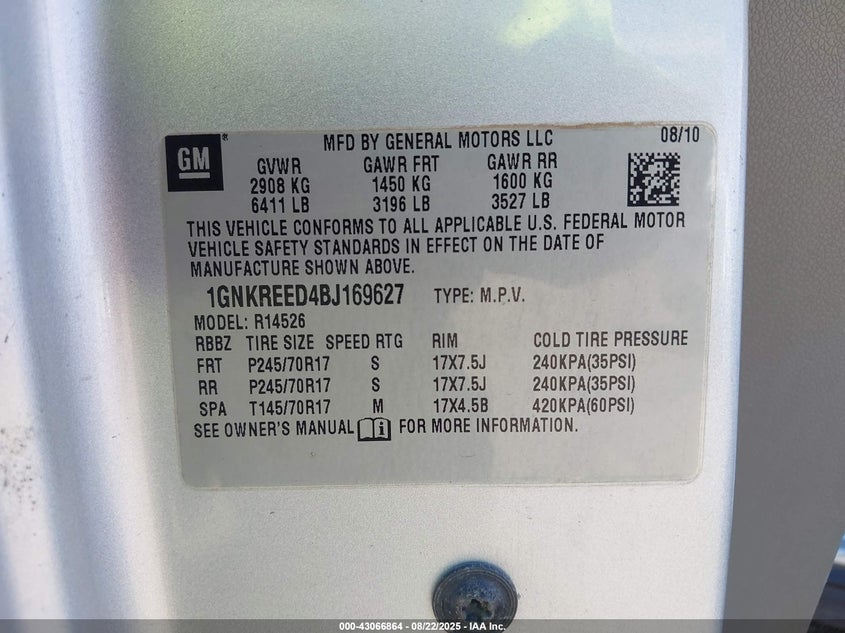 GM ® MFD BY GENERAL MOTORS LLC 08/10
GVWR GAWR FRT GAWR RR
2908 KG 1450 KG 1600 KG
6411 LB 3196 LB 3527 LB
THIS VEHICLE CONFORMS TO ALL APPLICABLE U.S. FEDERAL MOTOR
VEHICLE SAFETY STANDARDS IN EFFECT ON THE DATE OF
MANUFACTURE SHOWN ABOVE.
1GNKREED4BJ169627 TYPE: M.P.V.
MODEL: R14526
RBBZ TIRE SIZE SPEED RTG RIM COLD TIRE PRESSURE
FRT P245/70R17 S 17X7.5J 240KPA(35PSI)
RR P245/70R17 S 17X7.5J 240KPA(35PSI)
SPA T145/70R17 M 17X4.5B 420KPA(60PSI)
SEE OWNER'S MANUAL i FOR MORE INFORMATION.
000-43066864 - 08/22/2025 - IAA Inc.